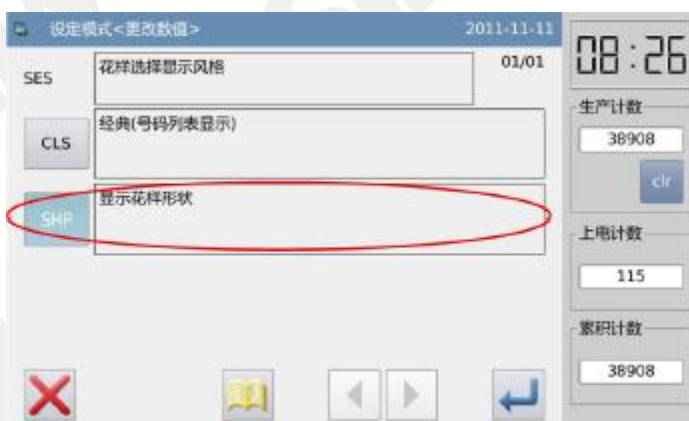 设定模式<更改数值>
2011-11-11
SES
花样选择显示风格
01/01
CLS
经典(号码列表显示)
SHP
显示花样形状
08:26
生产计数
38908
clr
上电计数
115
累积计数
38908